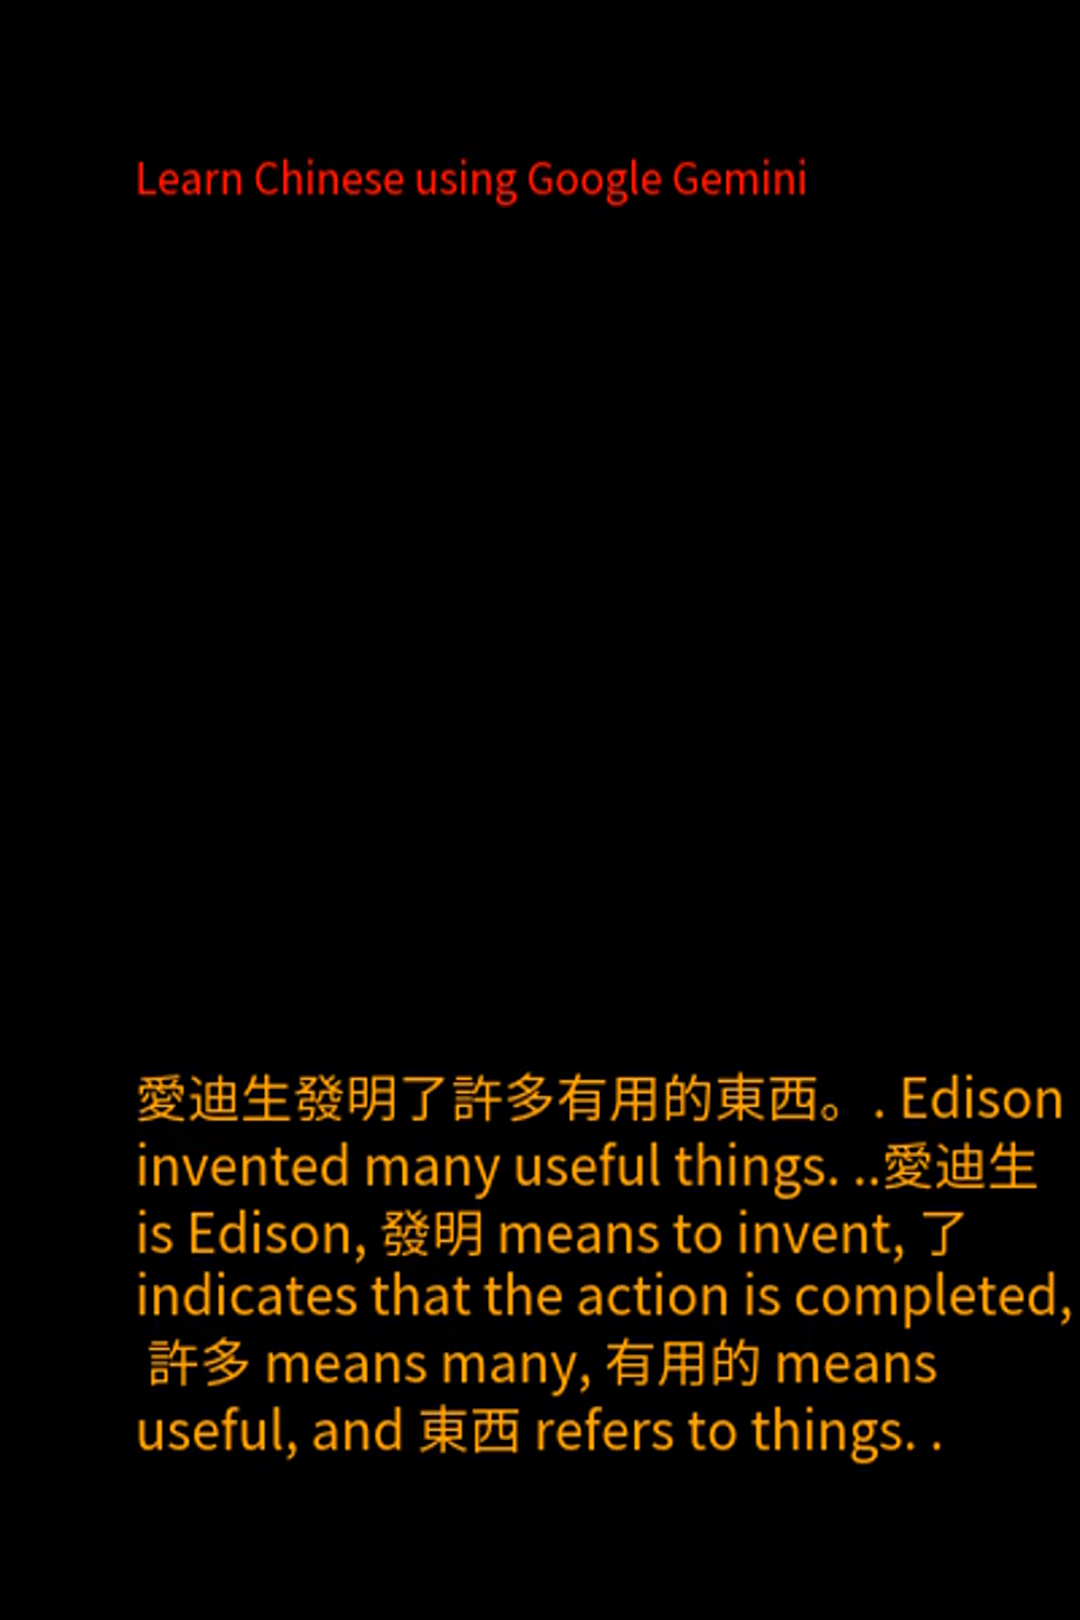 Learn Chinese using Google Gemini
愛迪生發明了許多有用的東西。. Edison
invented many useful things. ..愛迪生
is Edison, 發明 means to invent, 了
indicates that the action is completed,
許多 means many, 有用的 means
useful, and 東西 refers to things. .